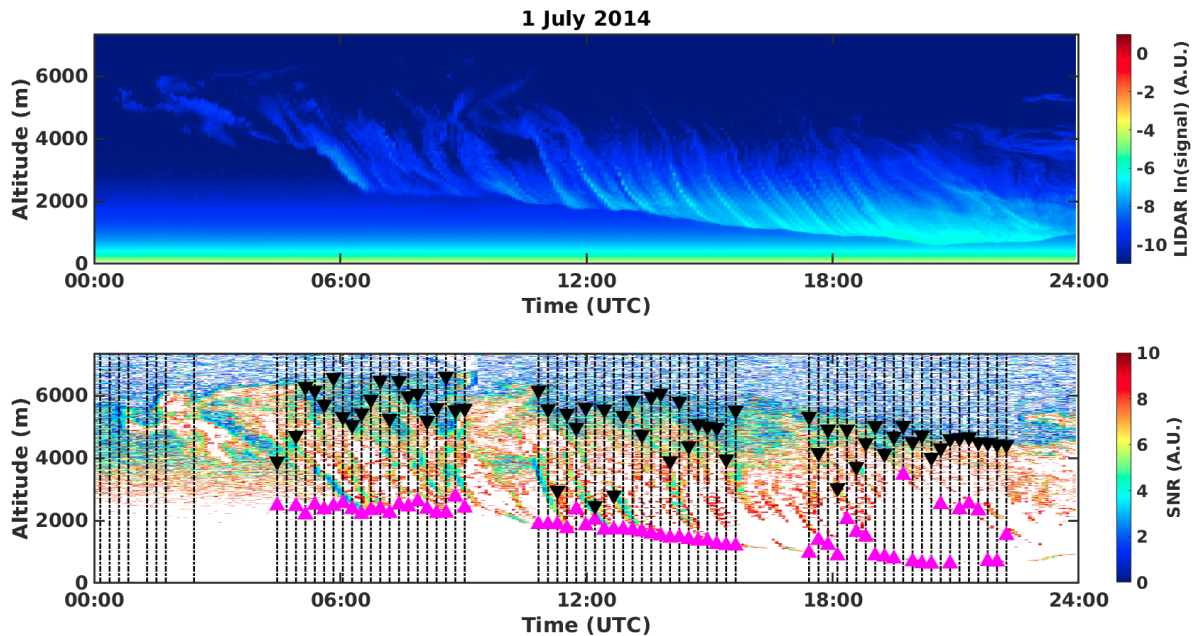 1 July 2014
Altitude (m)
6000
4000
2000
0
00:00 06:00 12:00 18:00 24:00
Time (UTC)
0
-2
-4
-6
-8
-10
LIDAR ln(signal) (A.U.)
Altitude (m)
6000
4000
2000
0
00:00 06:00 12:00 18:00 24:00
Time (UTC)
10
8
6
4
2
0
SNR (A.U.)